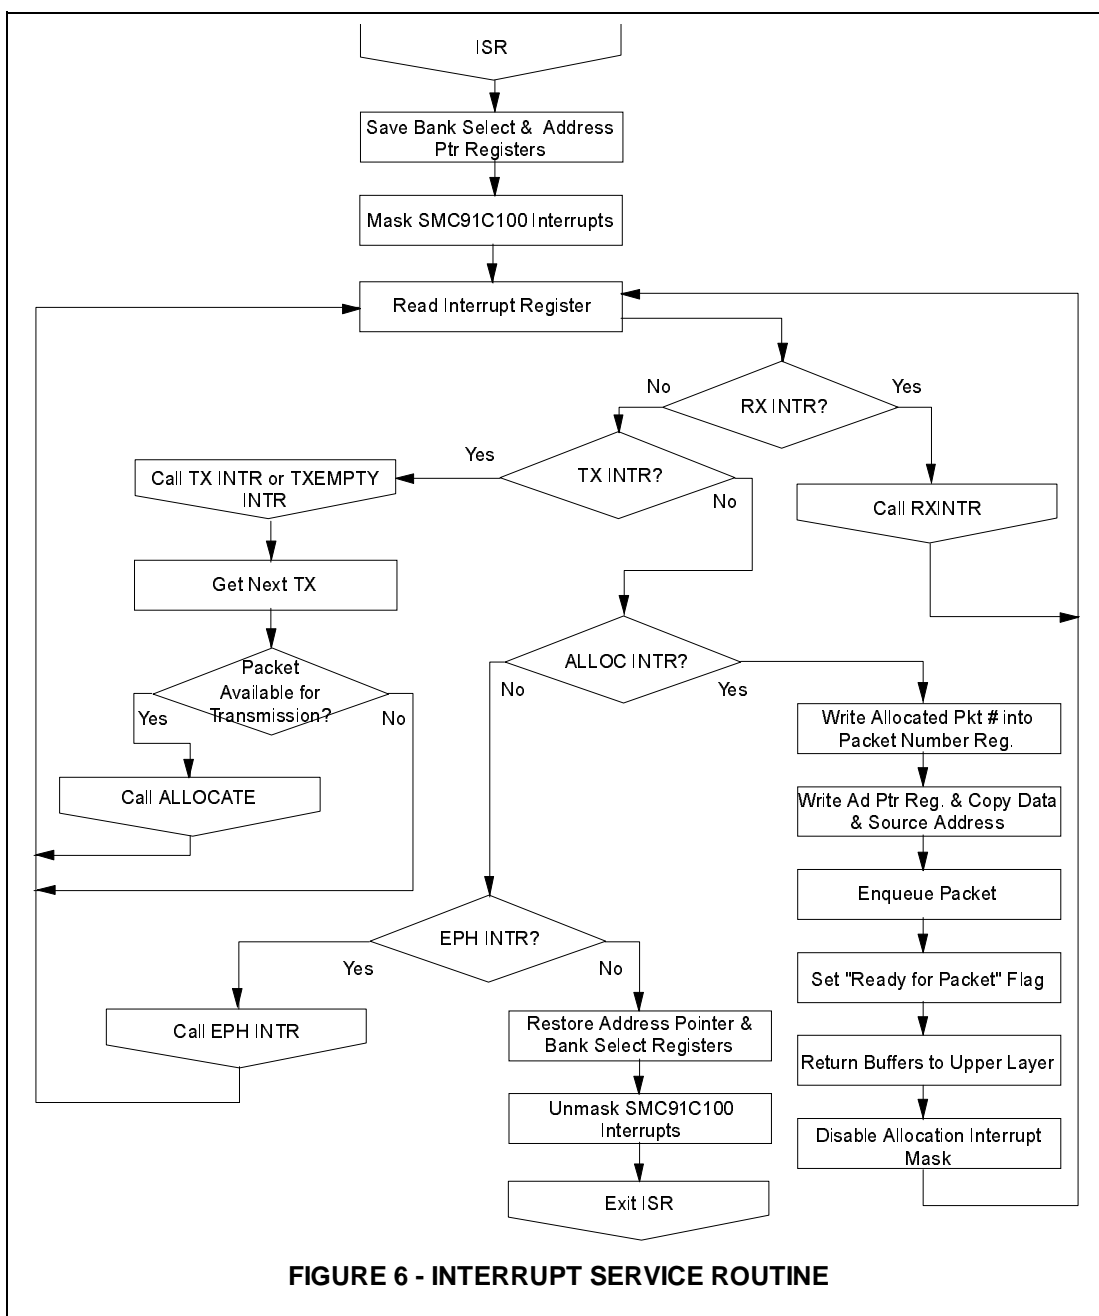 ISR
Save Bank Select & Address
Ptr Registers
Mask SMC91C100 Interrupts
Read Interrupt Register
RX INTR?
No
Yes
TX INTR?
Yes
No
Call TX INTR or TXEMPTY
INTR
Call RXINTR
Get Next TX
ALLOC INTR?
No
Yes
Packet
Available for
Transmission?
Yes
No
Call ALLOCATE
Write Allocated Pkt # into
Packet Number Reg.
Write Ad Ptr Reg. & Copy Data
& Source Address
Enqueue Packet
EPH INTR?
Yes
No
Set "Ready for Packet" Flag
Call EPH INTR
Restore Address Pointer &
Bank Select Registers
Return Buffers to Upper Layer
Unmask SMC91C100
Interrupts
Disable Allocation Interrupt
Mask
Exit ISR
FIGURE 6 - INTERRUPT SERVICE ROUTINE